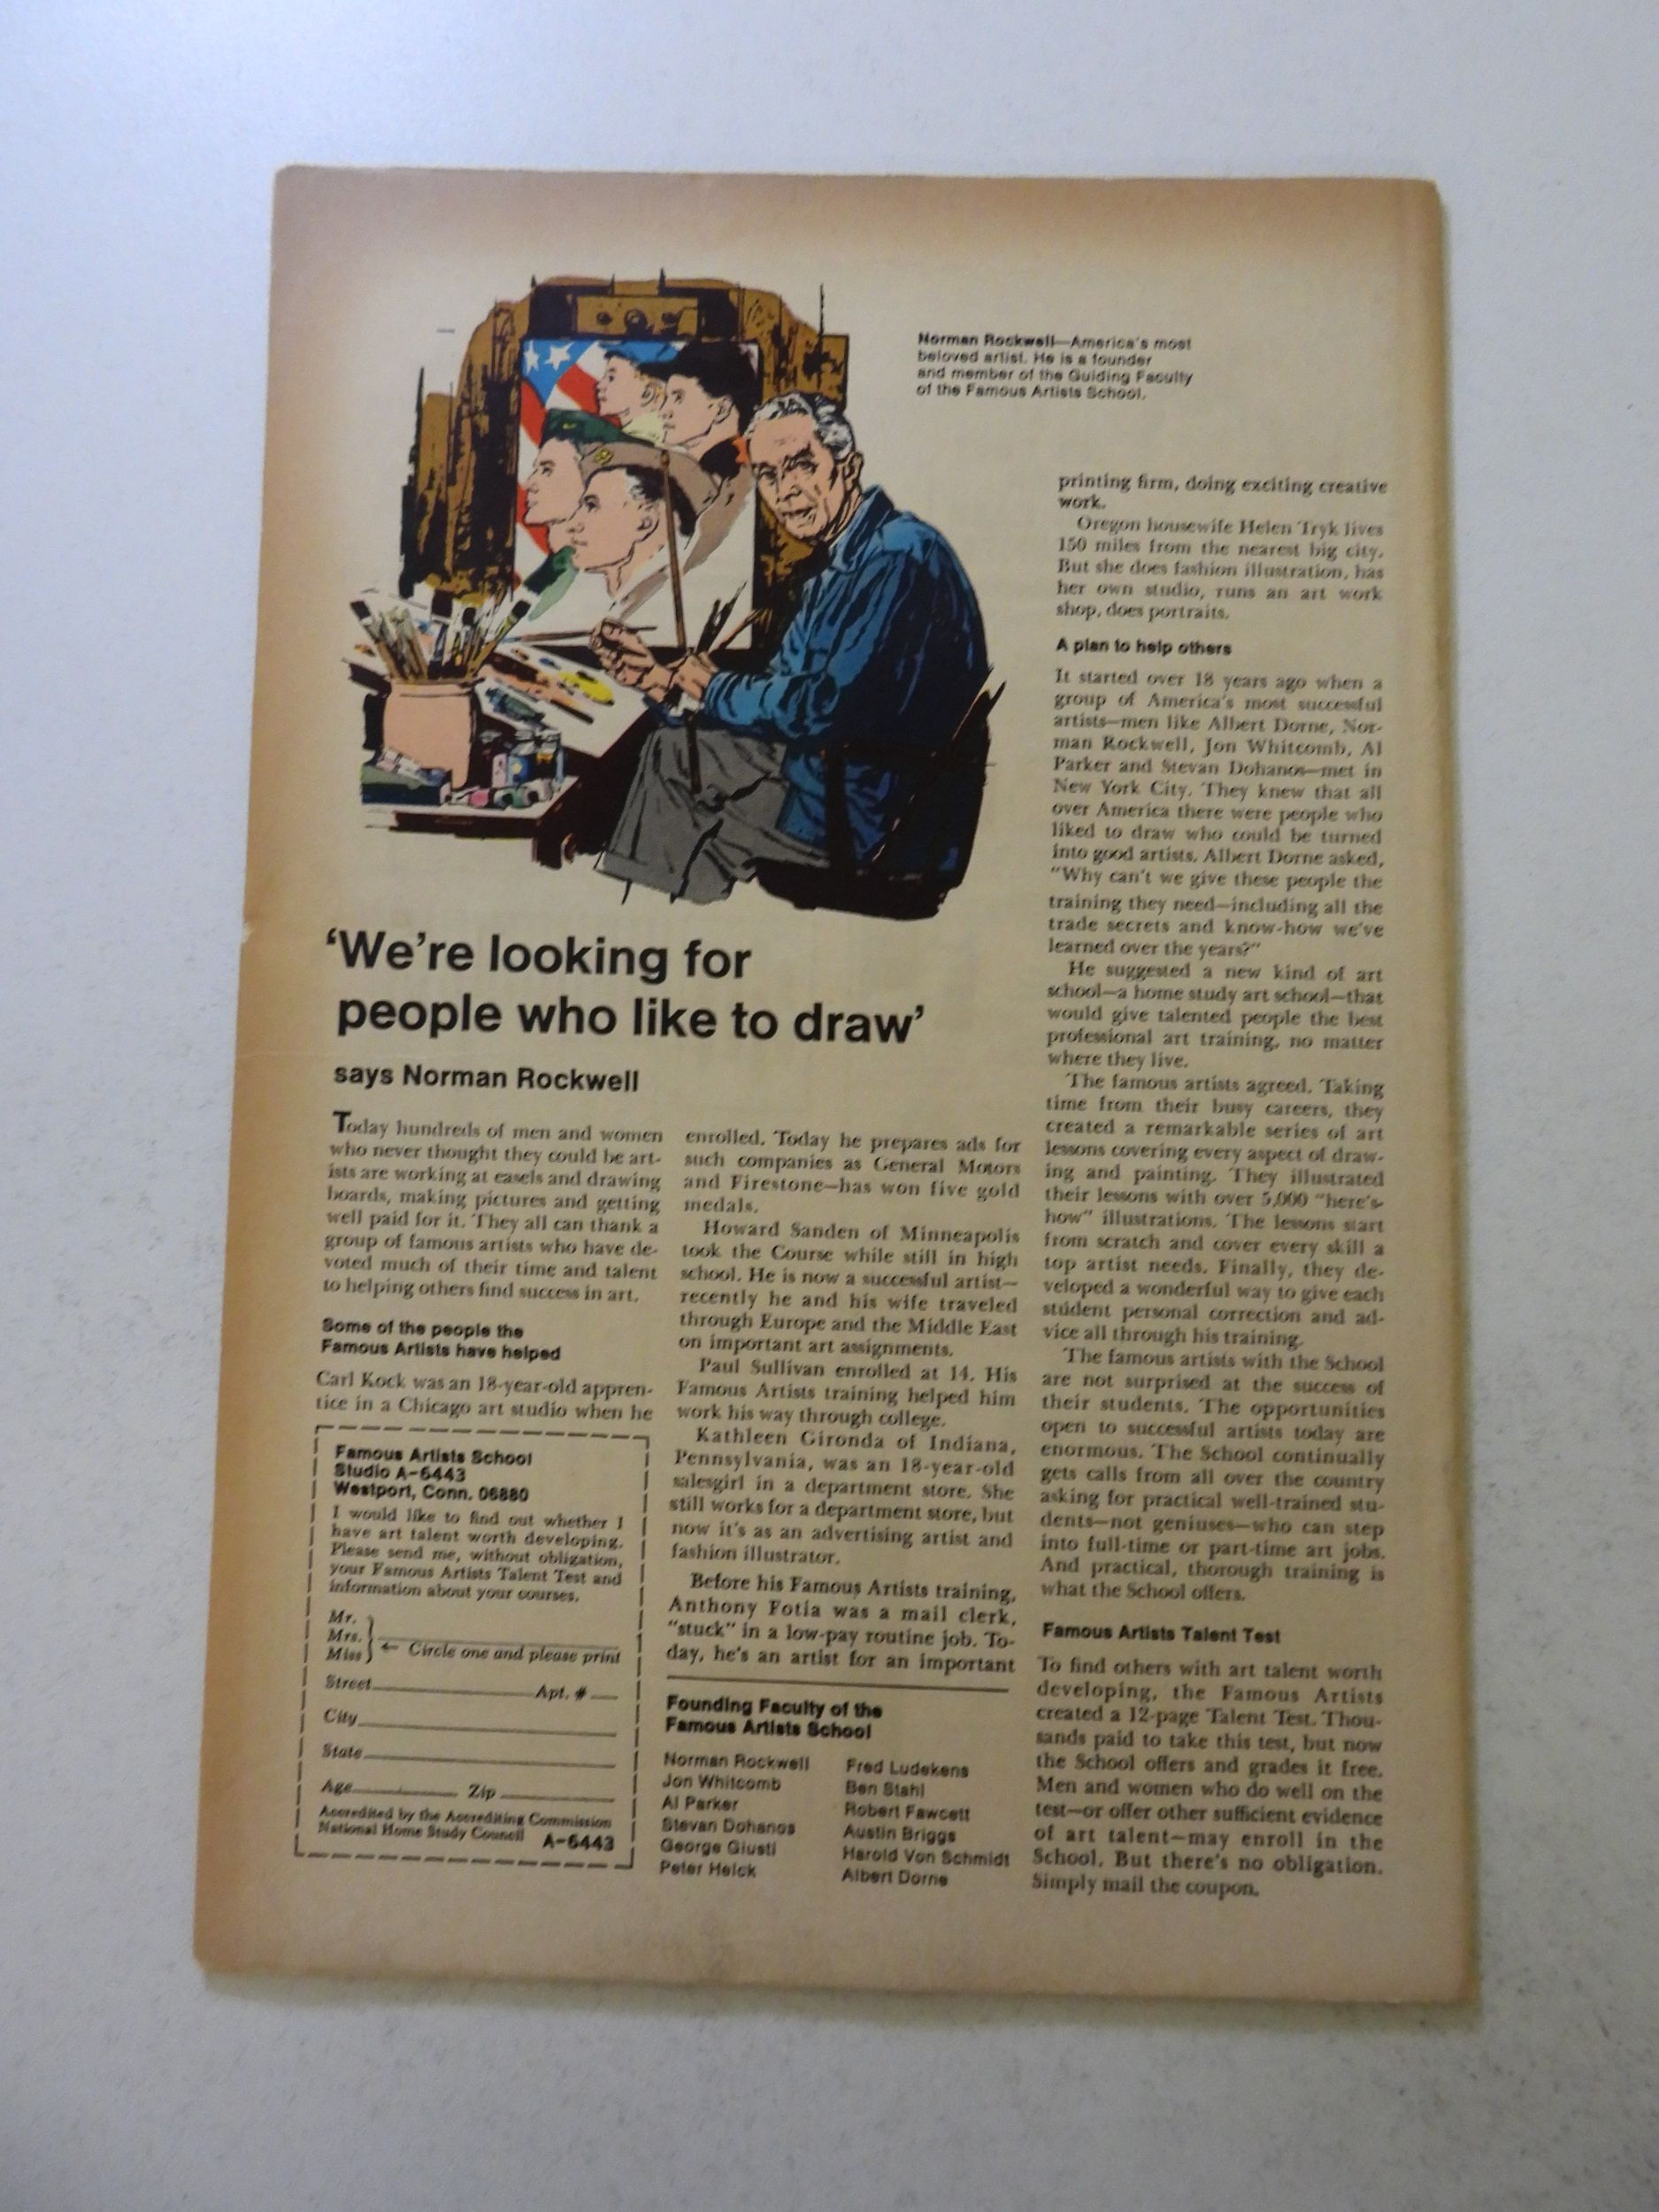 Norman Rockwell—America's most
beloved artist. He is a founder
and member of the Guiding Faculty
of the Famous Artists School.
'We're looking for
people who like to draw'
says Norman Rockwell
Today hundreds of men and women
who never thought they could be art-
ists are working at easels and drawing
boards, making pictures and getting
well paid for it. They all can thank a
group of famous artists who have de-
voted much of their time and talent
to helping others find success in art.
Some of the people the
Famous Artists have helped
Carl Kock was an 18-year-old appren-
tice in a Chicago art studio when he
enrolled. Today he prepares ads for
such companies as General Motors
and Firestone—has won five gold
medals.
Howard Sanden of Minneapolis
took the Course while still in high
school. He is now a successful artist—
recently he and his wife traveled
through Europe and the Middle East
on important art assignments.
Paul Sullivan enrolled at 14. His
Famous Artists training helped him
work his way through college.
Kathleen Gironda of Indiana,
Pennsylvania, was an 18-year-old
salesgirl in a department store. She
still works for a department store, but
now it's as an advertising artist and
fashion illustrator.
Before his Famous Artists training,
Anthony Fotia was a mail clerk,
"stuck" in a low-pay routine job. To-
day, he's an artist for an important
printing firm, doing exciting creative
work.
Oregon housewife Helen Tryk lives
150 miles from the nearest big city.
But she does fashion illustration, has
her own studio, runs an art work
shop, does portraits.
A plan to help others
It started over 18 years ago when a
group of America's most successful
artists—men like Albert Dorne, Nor-
man Rockwell, Jon Whitcomb, Al
Parker and Stevan Dohanos—met in
New York City. They knew that all
over America there were people who
liked to draw who could be turned
into good artists. Albert Dorne asked,
"Why can't we give these people the
training they need—including all the
trade secrets and know-how we've
learned over the years?"
He suggested a new kind of art
school—a home study art school—that
would give talented people the best
professional art training, no matter
where they live.
The famous artists agreed. Taking
time from their busy careers, they
created a remarkable series of art
lessons covering every aspect of draw-
ing and painting. They illustrated
their lessons with over 5,000 "here's-
how" illustrations. The lessons start
from scratch and cover every skill a
top artist needs. Finally, they de-
veloped a wonderful way to give each
student personal correction and ad-
vice all through his training.
The famous artists with the School
are not surprised at the success of
their students. The opportunities
open to successful artists today are
enormous. The School continually
gets calls from all over the country
asking for practical well-trained stu-
dents—not geniuses—who can step
into full-time or part-time art jobs.
And practical, thorough training is
what the School offers.
Famous Artists Talent Test
To find others with art talent worth
developing, the Famous Artists
created a 12-page Talent Test. Thou-
sands paid to take this test, but now
the School offers and grades it free.
Men and women who do well on the
test—or offer other sufficient evidence
of art talent—may enroll in the
School. But there's no obligation.
Simply mail the coupon.
Famous Artists School
Studio A-6443
Westport, Conn. 06880
I would like to find out whether I
have art talent worth developing.
Please send me, without obligation,
your Famous Artists Talent Test and
information about your courses.
Mr.
Mrs.
Miss
← Circle one and please print
Street Apt. #
City
State
Age Zip
Accredited by the Accrediting Commission
National Home Study Council A-6443
Founding Faculty of the
Famous Artists School
Norman Rockwell
Jon Whitcomb
Al Parker
Stevan Dohanos
George Giusti
Peter Helck
Fred Ludekens
Ben Stahl
Robert Fawcett
Austin Briggs
Harold Von Schmidt
Albert Dorne